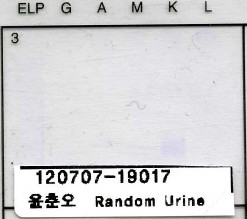 ELP G A M K L
3
120707-19017
윤춘오 Random Urine